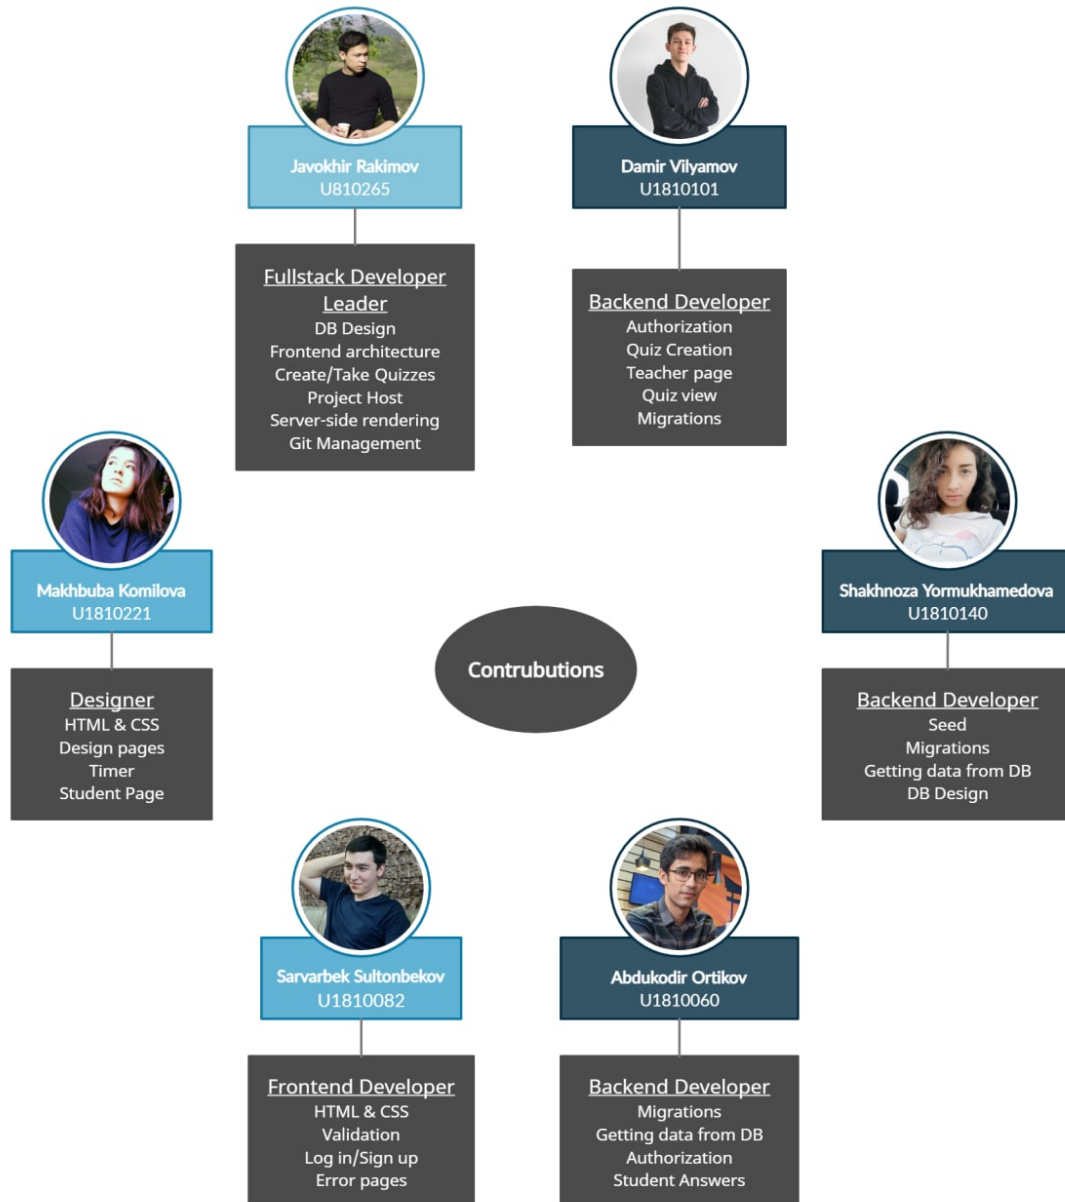 Javokhir Rakimov
U810265
Fullstack Developer
Leader
DB Design
Frontend architecture
Create/Take Quizzes
Project Host
Server-side rendering
Git Management
Damir Vilyamov
U1810101
Backend Developer
Authorization
Quiz Creation
Teacher page
Quiz view
Migrations
Makhbuba Komilova
U1810221
Designer
HTML & CSS
Design pages
Timer
Student Page
Contrubutions
Shakhnoza Yormukhamedova
U1810140
Backend Developer
Seed
Migrations
Getting data from DB
DB Design
Sarvarbek Sultonbekov
U1810082
Frontend Developer
HTML & CSS
Validation
Log in/Sign up
Error pages
Abdukodir Ortikov
U1810060
Backend Developer
Migrations
Getting data from DB
Authorization
Student Answers